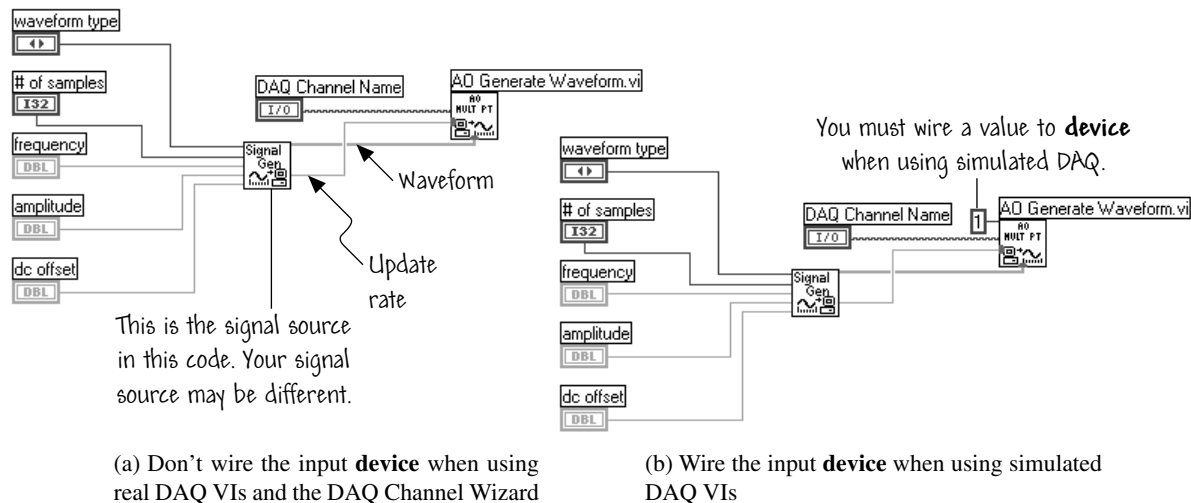 waveform type
# of samples
I32
frequency
DBL
amplitude
DBL
dc offset
DBL
DAQ Channel Name
I/O
AO Generate Waveform.vi
AO
MULT PT
Signal
Gen
Waveform
Update
rate
This is the signal source
in this code. Your signal
source may be different.
(a) Don’t wire the input device when using
real DAQ VIs and the DAQ Channel Wizard
You must wire a value to device
when using simulated DAQ.
waveform type
# of samples
I32
frequency
DBL
amplitude
DBL
dc offset
DBL
DAQ Channel Name
I/O
1
AO Generate Waveform.vi
AO
MULT PT
Signal
Gen
(b) Wire the input device when using simulated
DAQ VIs